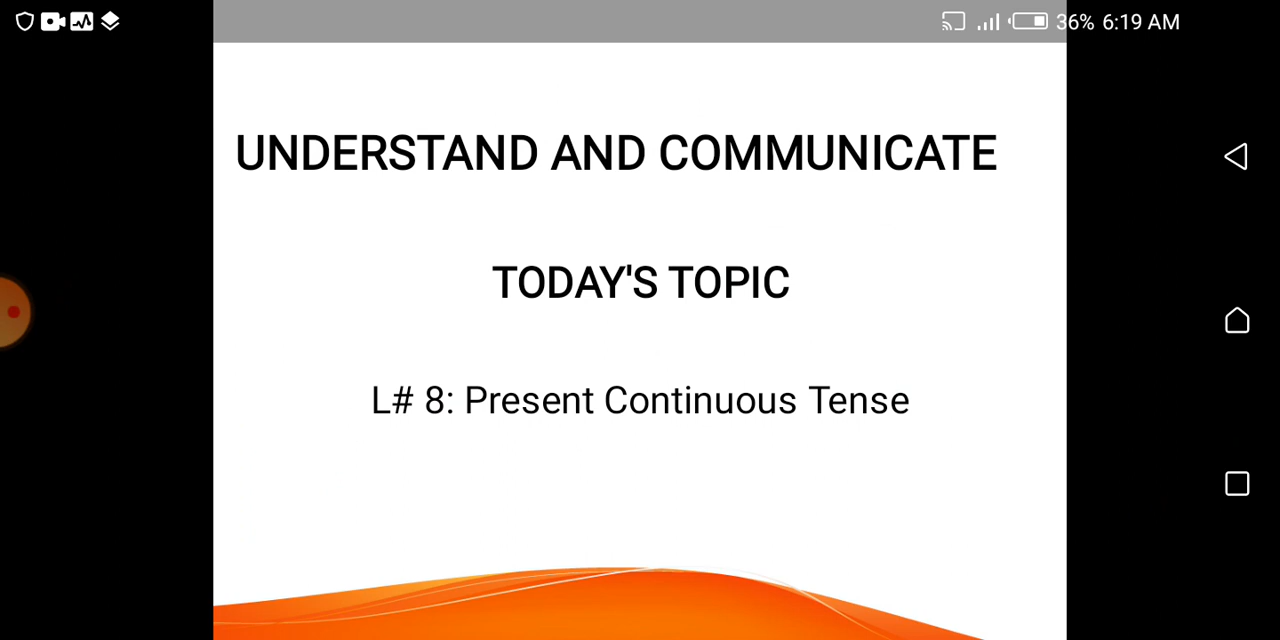 36% 6:19 AM
UNDERSTAND AND COMMUNICATE
TODAY'S TOPIC
L# 8: Present Continuous Tense